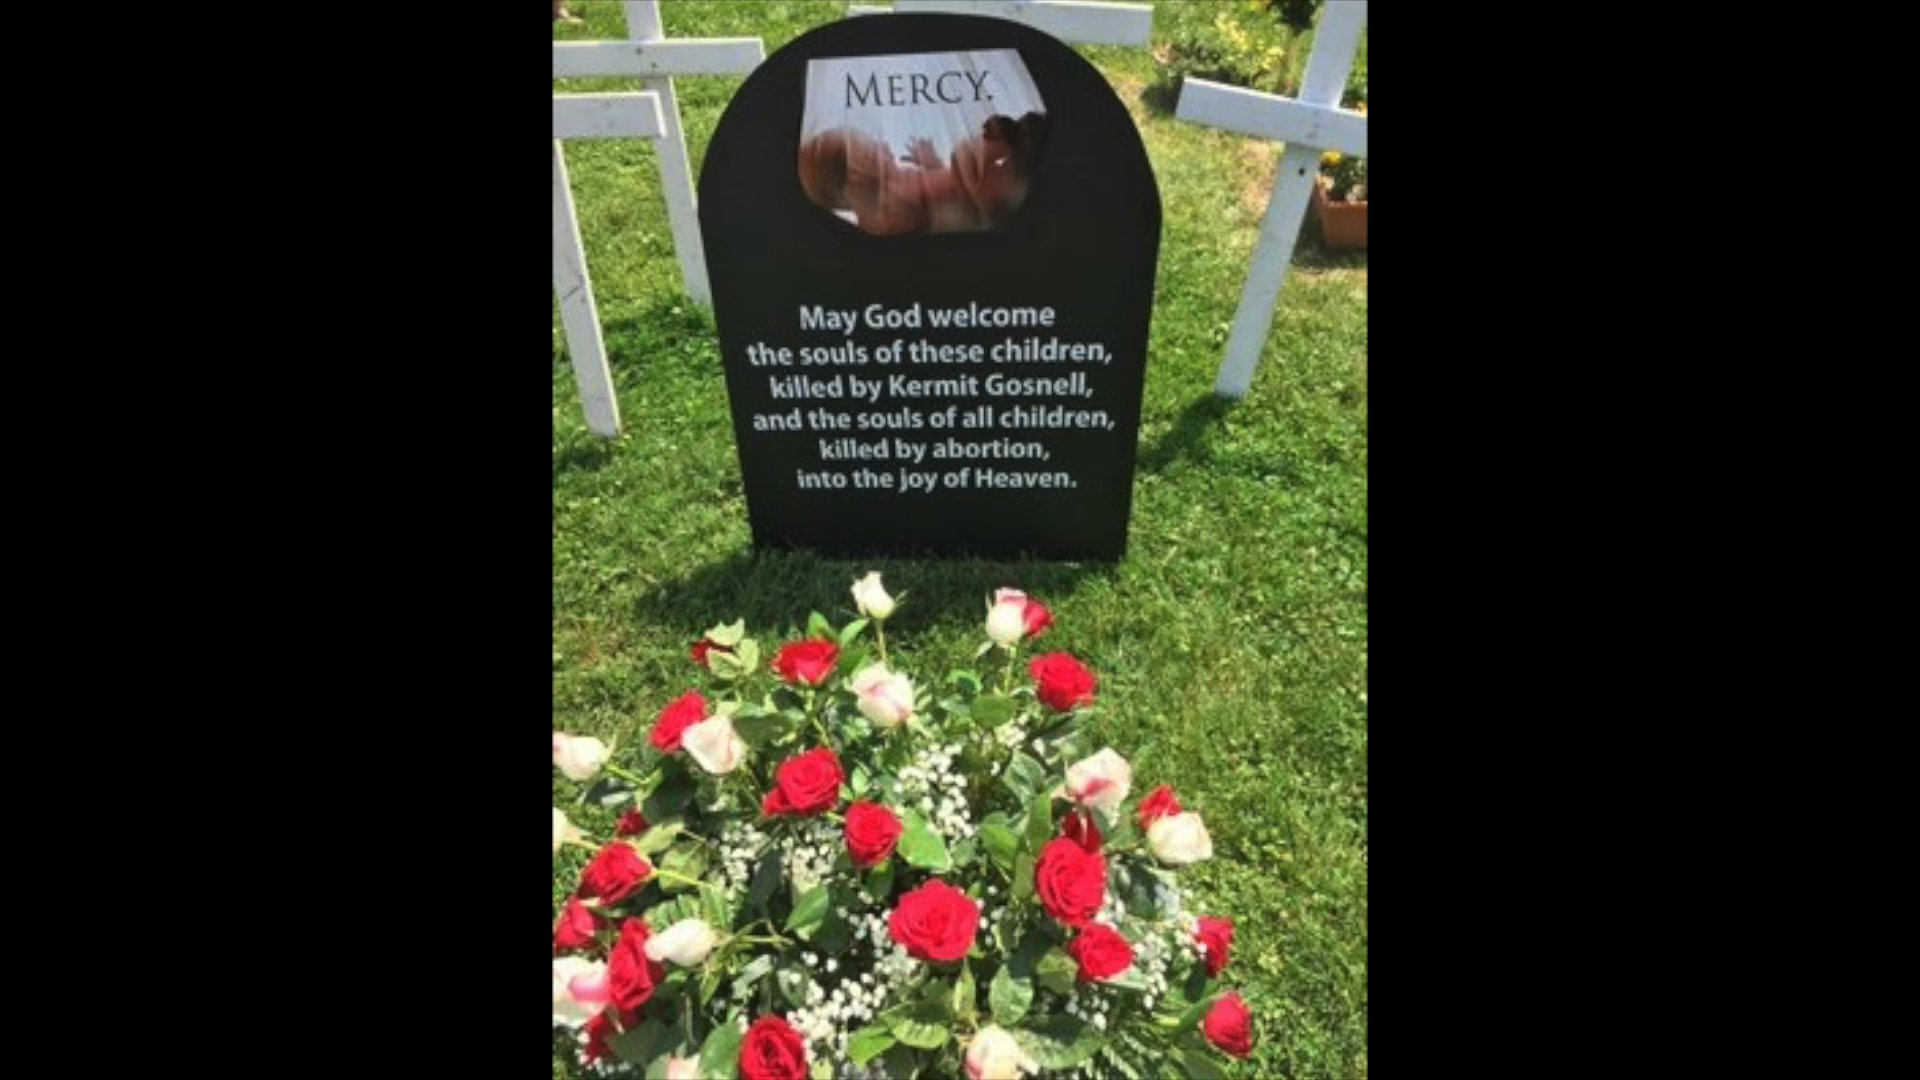 MERCY.
May God welcome
the souls of these children,
killed by Kermit Gosnell,
and the souls of all children,
killed by abortion,
into the joy of Heaven.